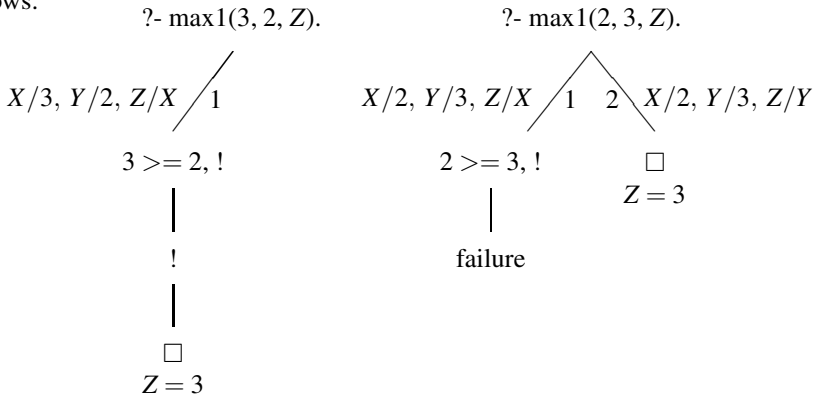 ows.
?- max1(3, 2, Z).
?- max1(2, 3, Z).
X/3, Y/2, Z/X
1
X/2, Y/3, Z/X
1
2
X/2, Y/3, Z/Y
3 >= 2, !
2 >= 3, !
□
Z = 3
!
failure
□
Z = 3